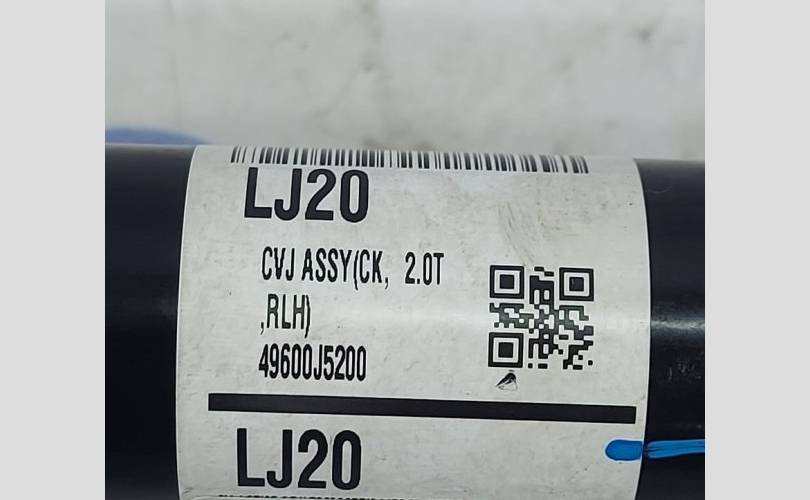 LJ20
CVJ ASSY(CK, 2.0T
,RLH)
49600J5200
LJ20